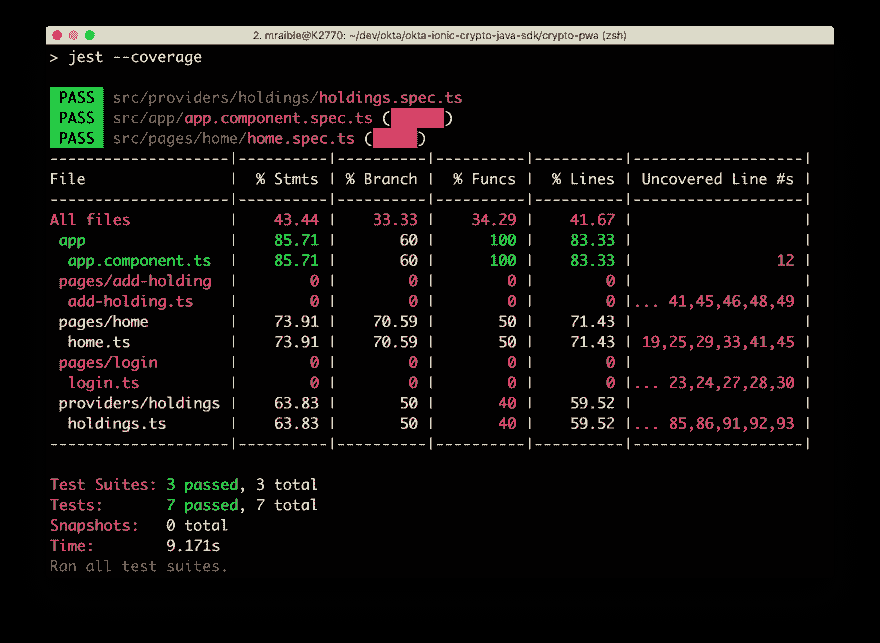 2. mraible@K2770: ~/dev/okta/okta-ionic-crypto-java-sdk/crypto-pwa (zsh)
> jest --coverage
PASS src/providers/holdings/holdings.spec.ts
PASS src/app/app.component.spec.ts ( )
PASS src/pages/home/home.spec.ts ( )
--------------------|----------|----------|----------|----------|-------------------|
File | % Stmts | % Branch | % Funcs | % Lines | Uncovered Line #s |
--------------------|----------|----------|----------|----------|-------------------|
All files | 43.44 | 33.33 | 34.29 | 41.67 | |
app | 85.71 | 60 | 100 | 83.33 | |
app.component.ts | 85.71 | 60 | 100 | 83.33 | 12 |
pages/add-holding | 0 | 0 | 0 | 0 | |
add-holding.ts | 0 | 0 | 0 | 0 |... 41,45,46,48,49 |
pages/home | 73.91 | 70.59 | 50 | 71.43 | |
home.ts | 73.91 | 70.59 | 50 | 71.43 | 19,25,29,33,41,45 |
pages/login | 0 | 0 | 0 | 0 | |
login.ts | 0 | 0 | 0 | 0 |... 23,24,27,28,30 |
providers/holdings | 63.83 | 50 | 40 | 59.52 | |
holdings.ts | 63.83 | 50 | 40 | 59.52 |... 85,86,91,92,93 |
--------------------|----------|----------|----------|----------|-------------------|
Test Suites: 3 passed, 3 total
Tests: 7 passed, 7 total
Snapshots: 0 total
Time: 9.171s
Ran all test suites.